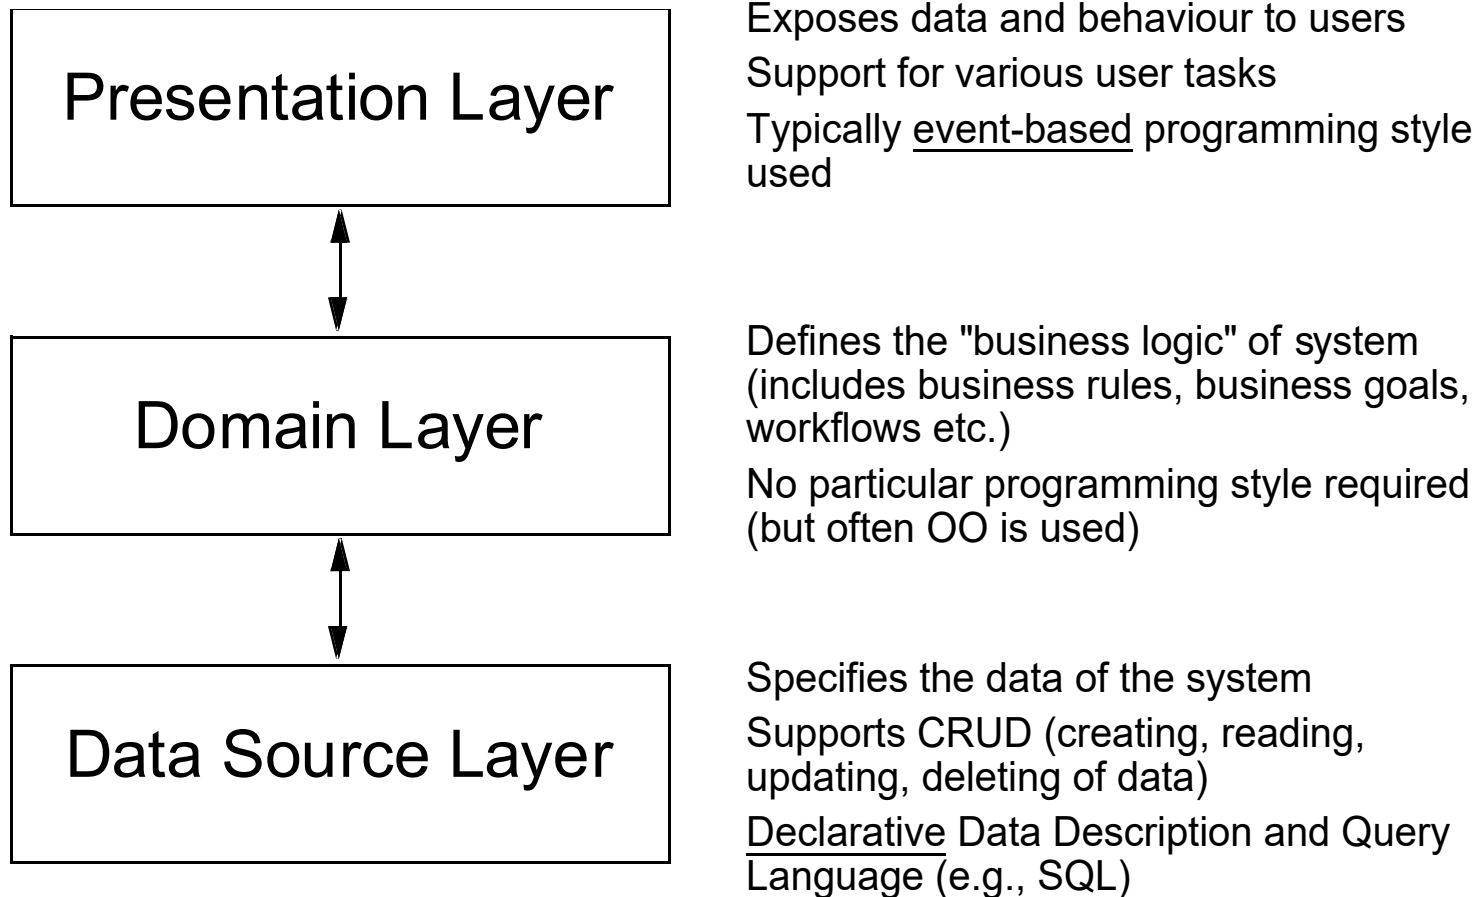 Presentation Layer
Exposes data and behaviour to users
Support for various user tasks
Typically event-based programming style
used
Domain Layer
Defines the "business logic" of system
(includes business rules, business goals,
workflows etc.)
No particular programming style required
(but often OO is used)
Data Source Layer
Specifies the data of the system
Supports CRUD (creating, reading,
updating, deleting of data)
Declarative Data Description and Query
Language (e.g., SQL)